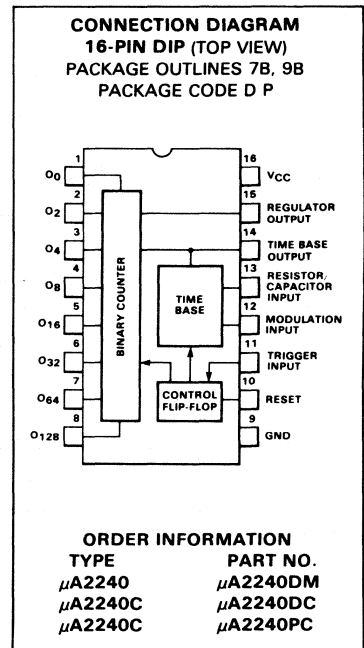 CONNECTION DIAGRAM
16-PIN DIP (TOP VIEW)
PACKAGE OUTLINES 7B, 9B
PACKAGE CODE D P
1 16
O0 VCC
2 15
O2 REGULATOR
OUTPUT
3 14
O4 TIME BASE
OUTPUT
4 13
O8 RESISTOR/
CAPACITOR
INPUT
5 12
O16 MODULATION
INPUT
6 11
O32 TRIGGER
INPUT
7 10
O64 RESET
8 9
O128 GND
BINARY COUNTER
TIME
BASE
CONTROL
FLIP-FLOP
ORDER INFORMATION
TYPE PART NO.
μA2240 μA2240DM
μA2240C μA2240DC
μA2240C μA2240PC